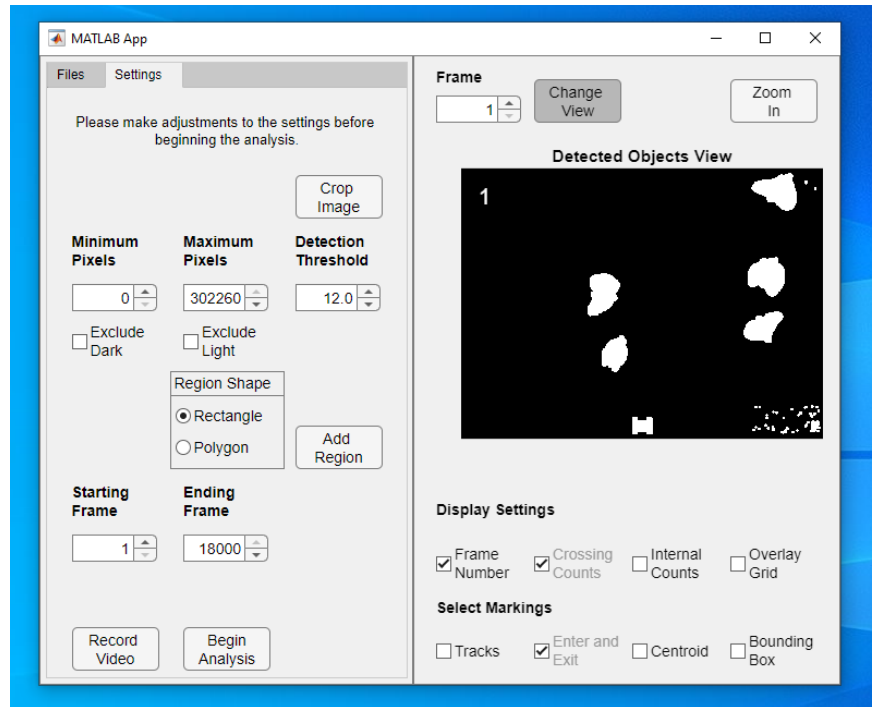 MATLAB App
Files Settings
Please make adjustments to the settings before
beginning the analysis.
Crop
Image
Minimum
Pixels
Maximum
Pixels
Detection
Threshold
0
302260
12.0
Exclude
Dark
Exclude
Light
Region Shape
Rectangle
Polygon
Add
Region
Starting
Frame
Ending
Frame
1
18000
Record
Video
Begin
Analysis
Frame
1
Change
View
Zoom
In
Detected Objects View
1
Display Settings
Frame
Number
Crossing
Counts
Internal
Counts
Overlay
Grid
Select Markings
Tracks
Enter and
Exit
Centroid
Bounding
Box